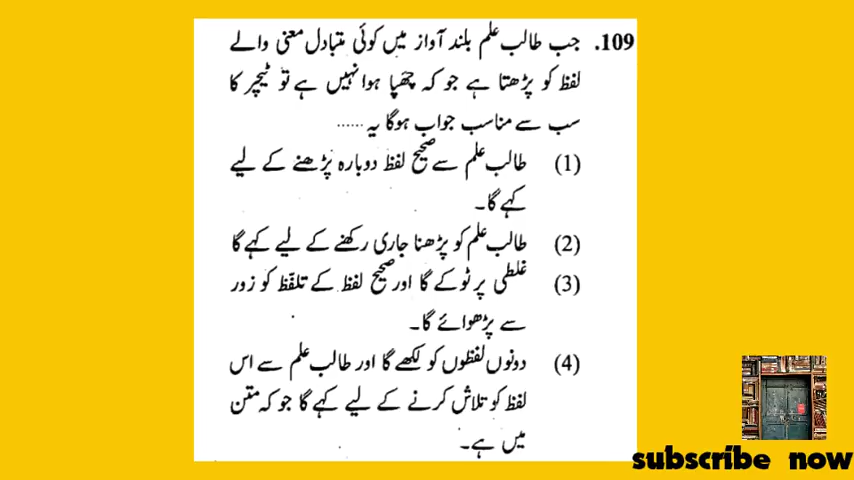 109. جب طالب علم بلند آواز میں کوئی متبادل معنی والے
لفظ کو پڑھتا ہے جو کہ چھپا ہوا نہیں ہے تو ٹیچر کا
سب سے مناسب جواب ہوگا یہ ......
(1) طالب علم سے صحیح لفظ دوبارہ پڑھنے کے لیے
کہے گا۔
(2) طالب علم کو پڑھنا جاری رکھنے کے لیے کہے گا
(3) غلطی پر ٹوکے گا اور صحیح لفظ کے تلفّظ کو زور
سے پڑھوائے گا۔
(4) دونوں لفظوں کو لکھے گا اور طالب علم سے اس
لفظ کو تلاش کرنے کے لیے کہے گا جو کہ متن
میں ہے۔
subscribe now